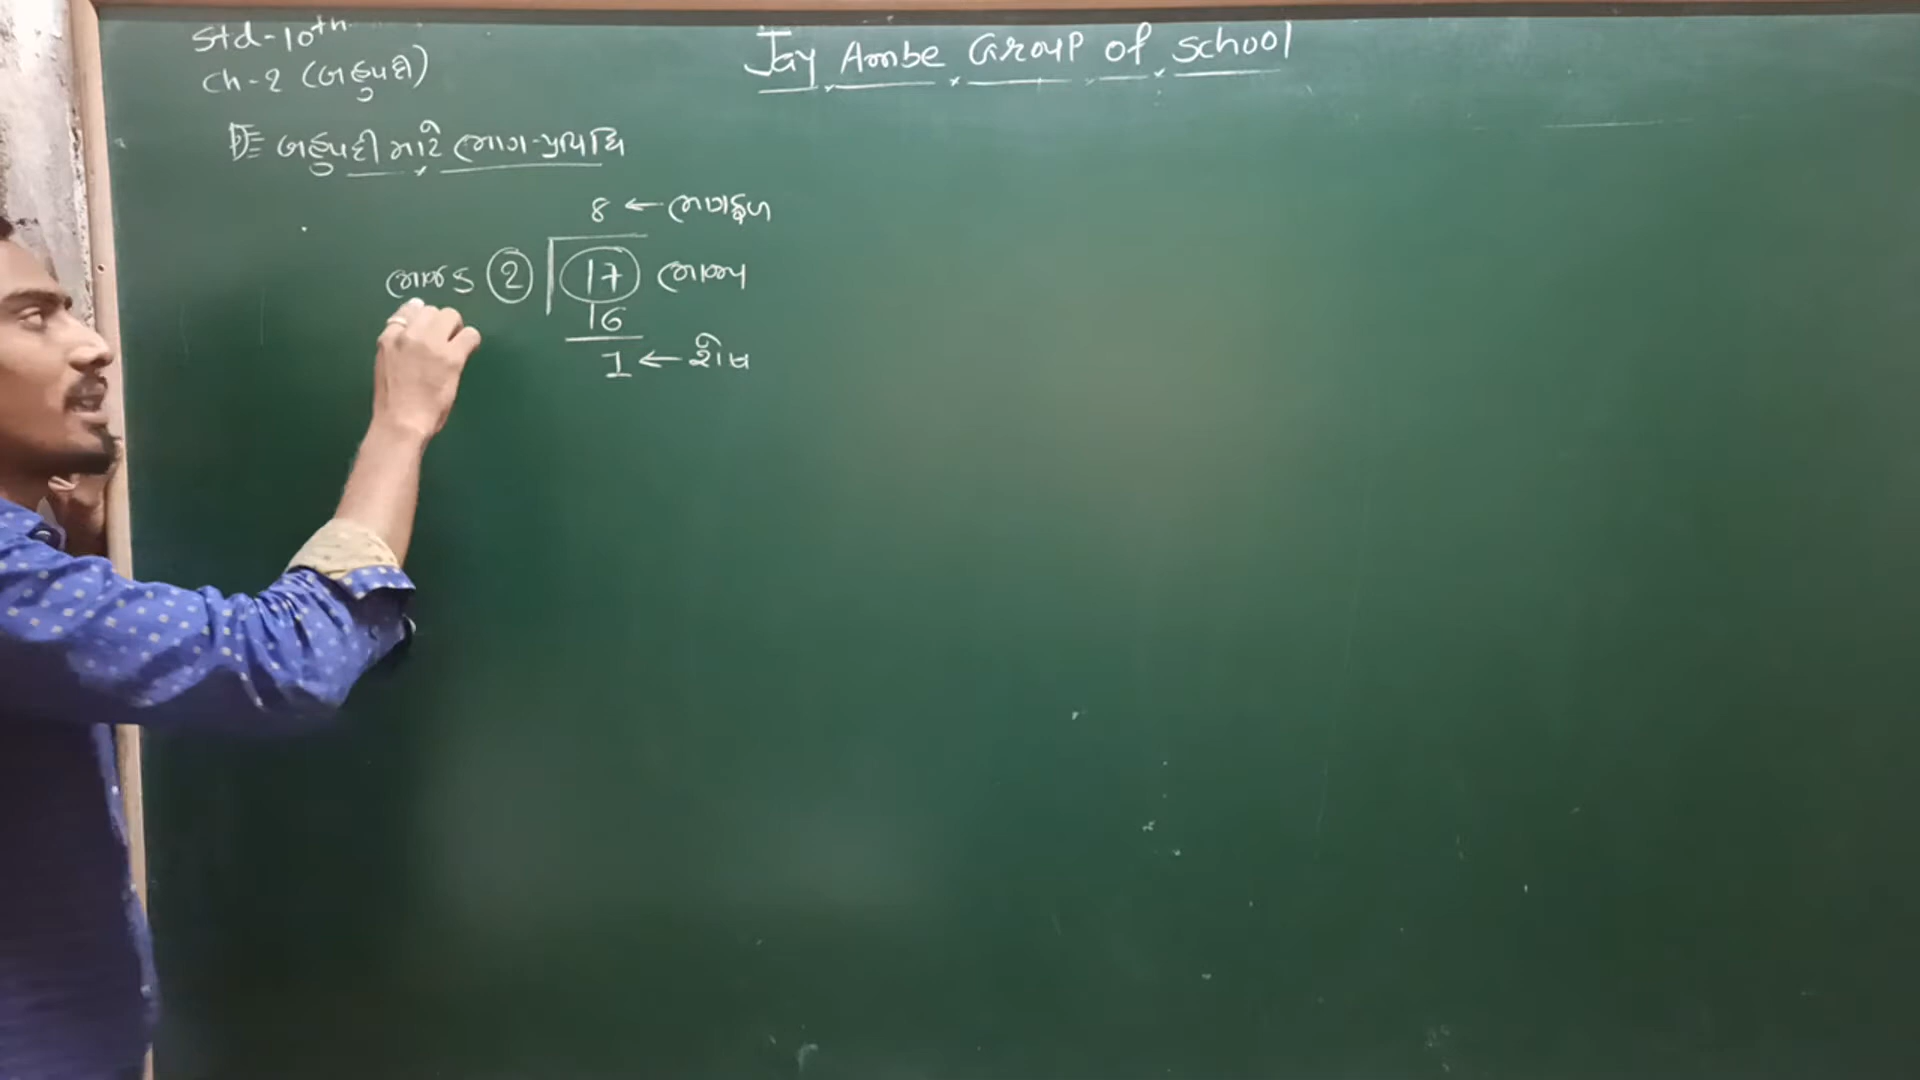 Std-10th
Ch-2 (બહુપદી)
Jay Ambe Group of School
બહુપદી માટે ભાગ-પ્રવિધિ
8 ← ભાગફળ
ભાજક 2 17 ભાજ્ય
16
1 ← શેષ